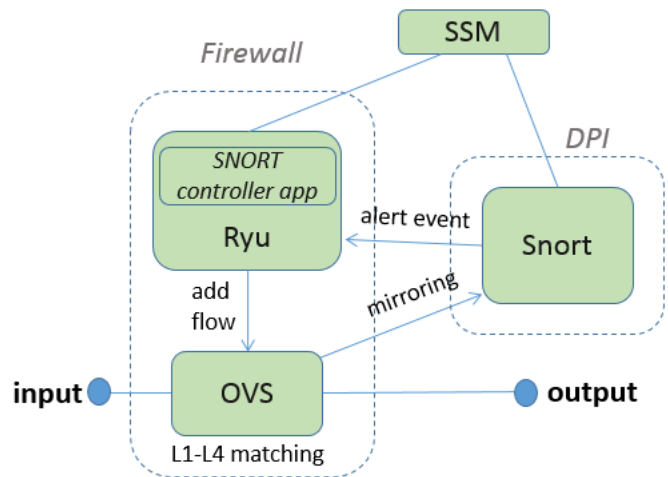 SSM
Firewall
DPI
SNORT
controller app
Ryu
alert event
Snort
add
flow
mirroring
input
OVS
output
L1-L4 matching